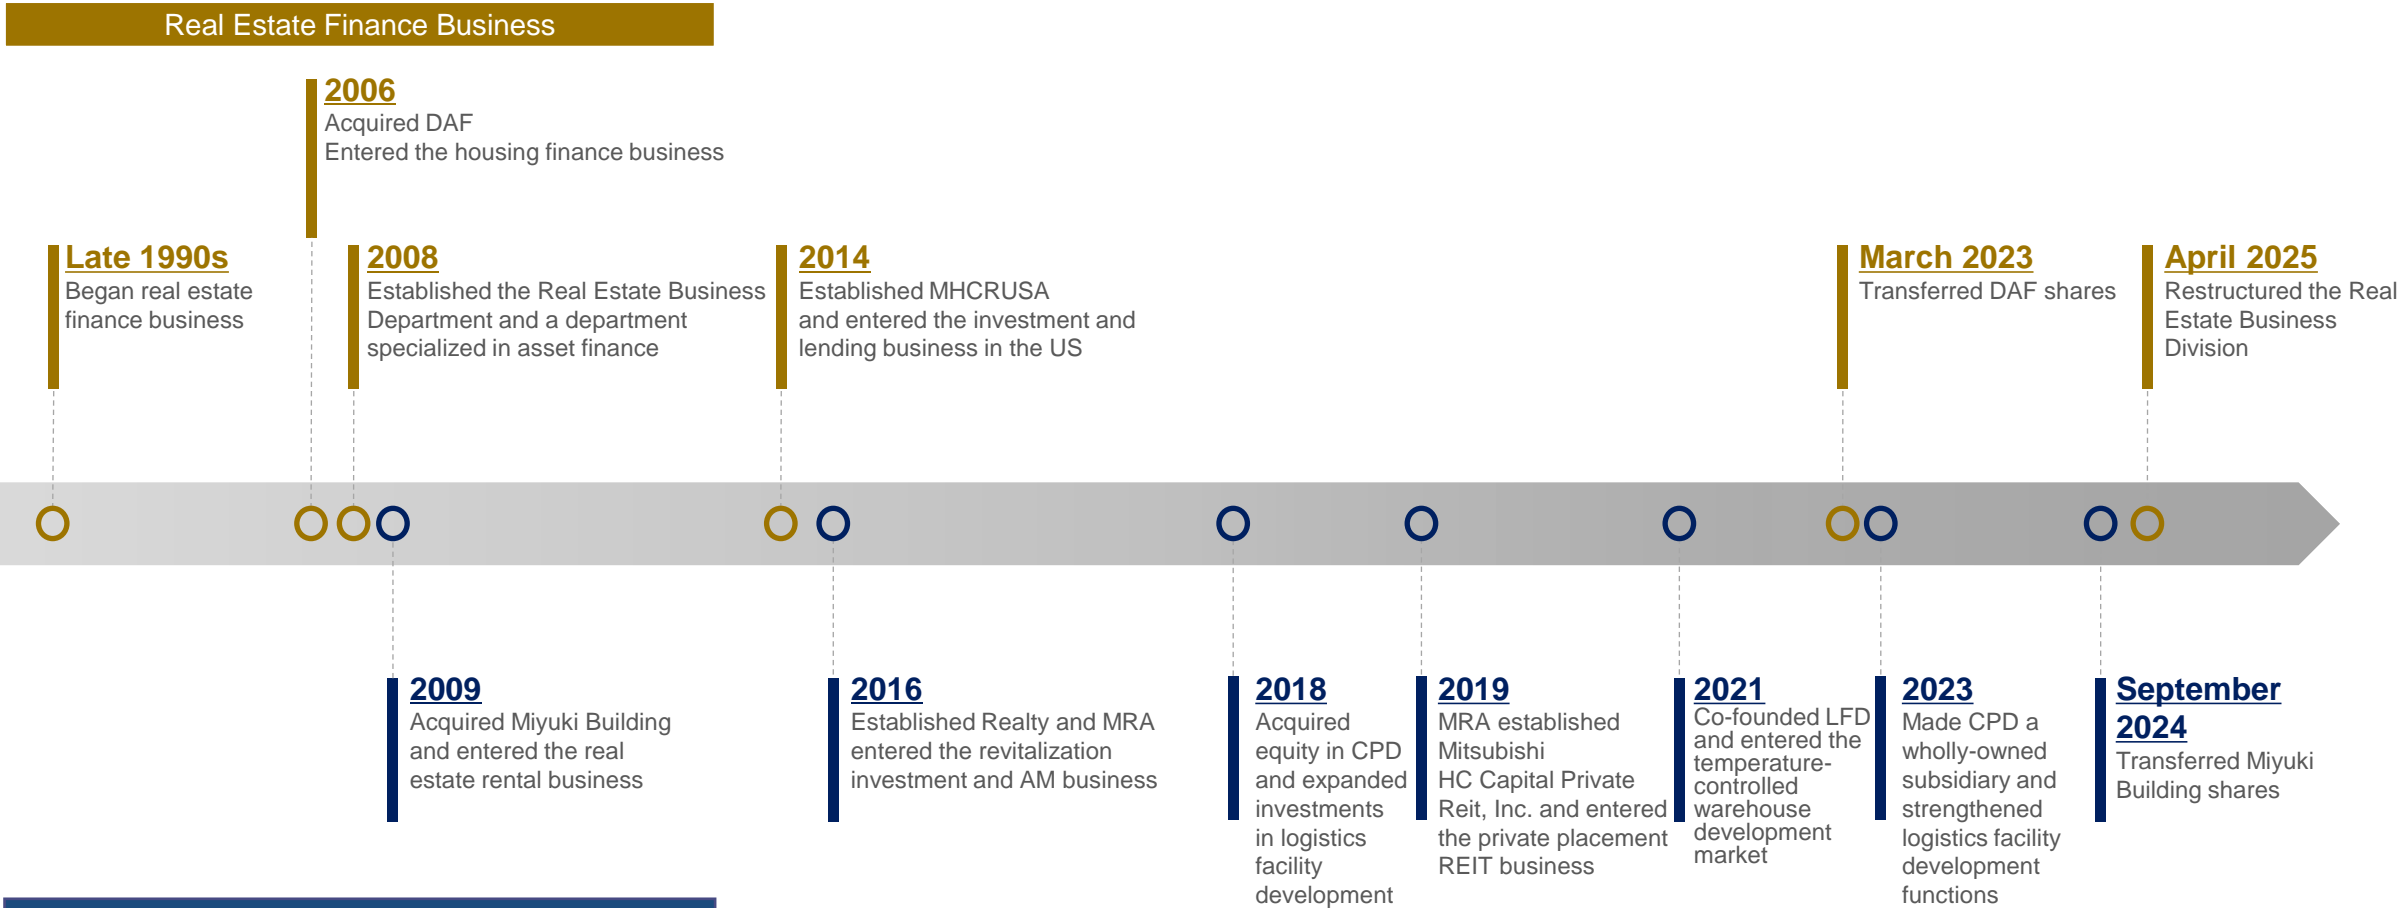 Real Estate Finance Business
2006
Acquired DAF
Entered the housing finance business
Late 1990s
Began real estate
finance business
2008
Established the Real Estate Business
Department and a department
specialized in asset finance
2014
Established MHCRUSA
and entered the investment and
lending business in the US
March 2023
Transferred DAF shares
April 2025
Restructured the Real
Estate Business
Division
2009
Acquired Miyuki Building
and entered the real
estate rental business
2016
Established Realty and MRA
entered the revitalization
investment and AM business
2018
Acquired
equity in CPD
and expanded
investments
in logistics
facility
development
2019
MRA established
Mitsubishi
HC Capital Private
Reit, Inc. and entered
the private placement
REIT business
2021
Co-founded LFD
and entered the
temperature-
controlled
warehouse
development
market
2023
Made CPD a
wholly-owned
subsidiary and
strengthened
logistics facility
development
functions
September
2024
Transferred Miyuki
Building shares